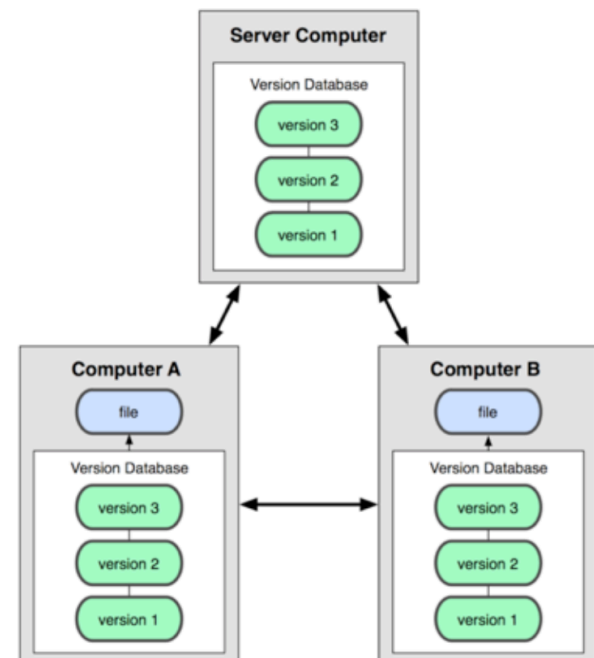 Server Computer
Version Database
version 3
version 2
version 1
Computer A
file
Version Database
version 3
version 2
version 1
Computer B
file
Version Database
version 3
version 2
version 1